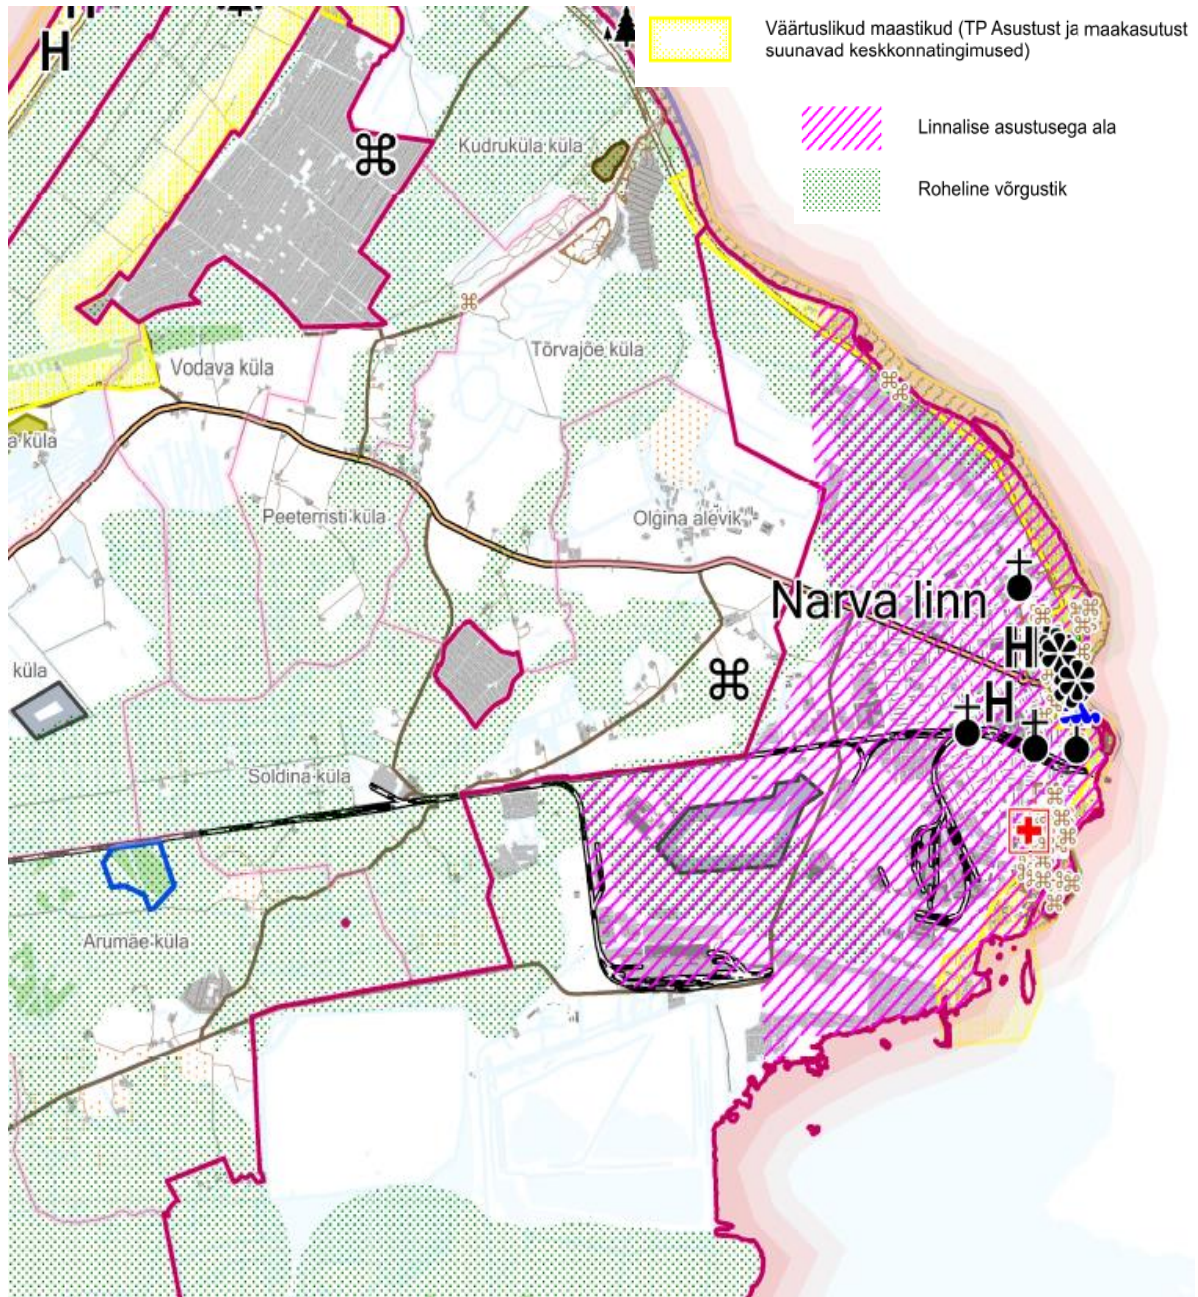 H
Väärtuslikud maastikud (TP Asustust ja maakasutust
suunavad keskkonnatingimused)
Linnalise asustusega ala
Roheline võrgustik
Kudruküla küla
Tõrvajõe küla
Vodava küla
a küla
Peeterristi küla
Olgina alevik
Narva linn
H
küla
H
Soldina küla
Arumäe küla